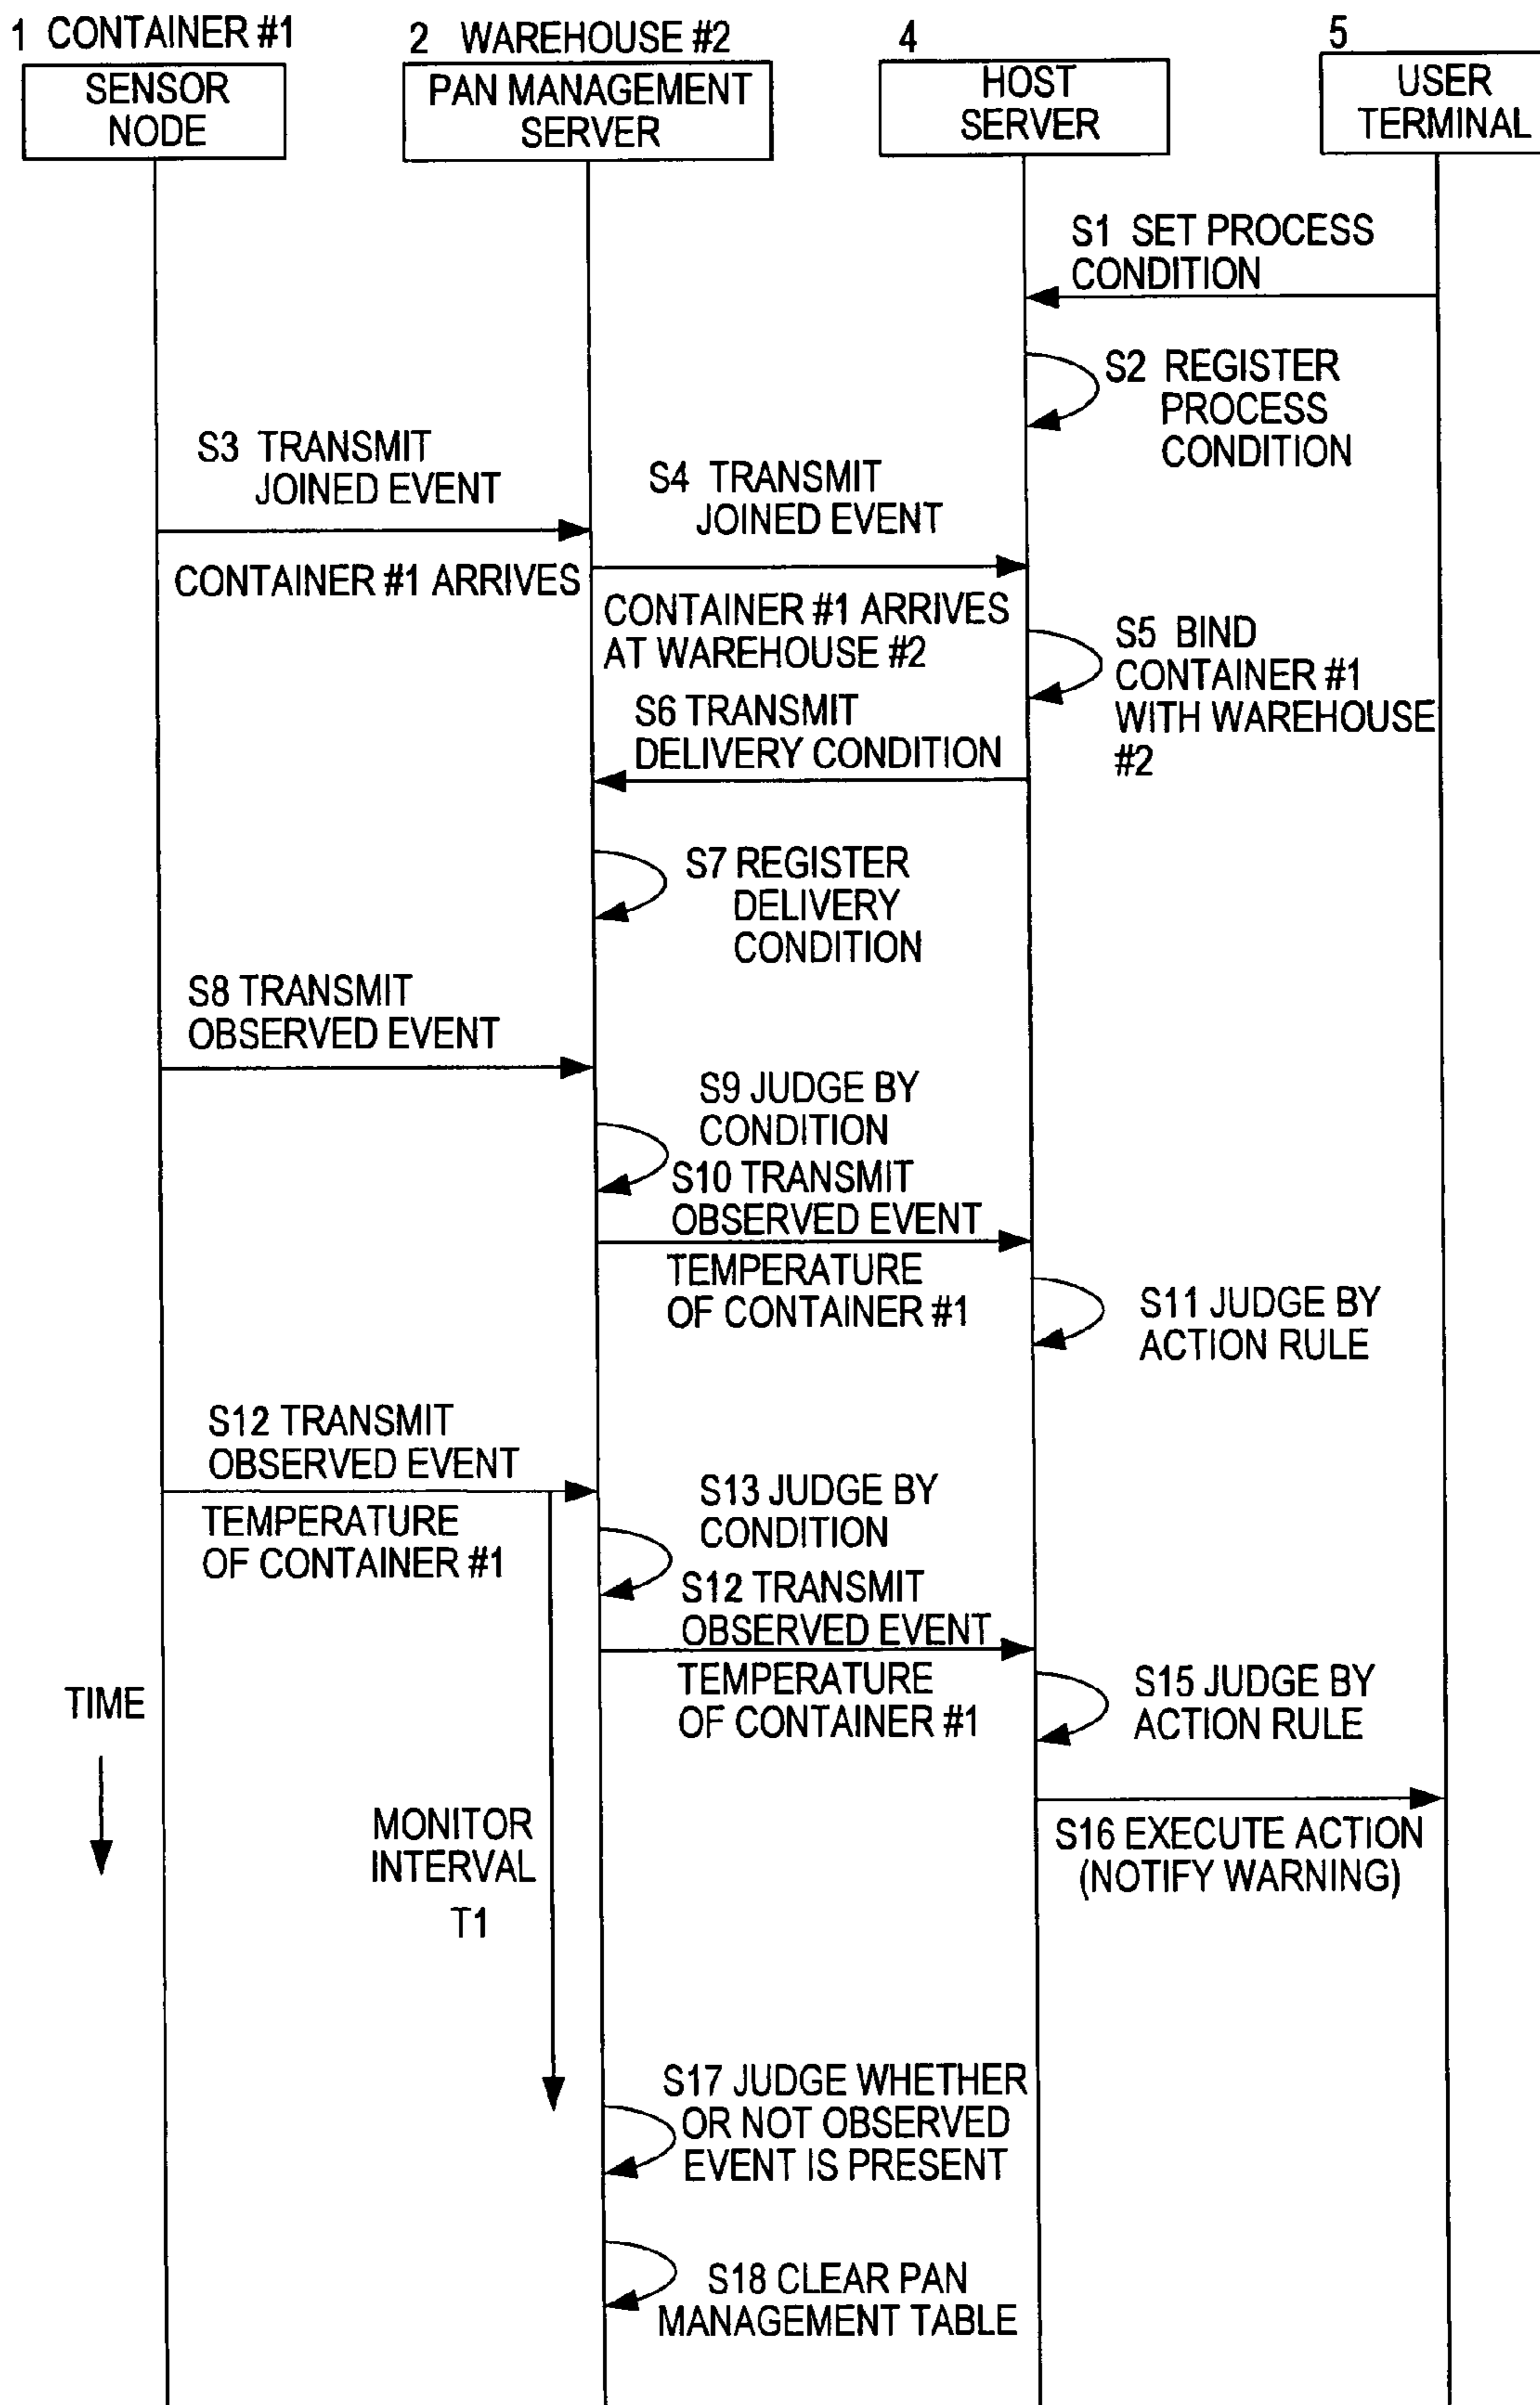 1 CONTAINER #1
2 WAREHOUSE #2
4
5
SENSOR
NODE
PAN MANAGEMENT
SERVER
HOST
SERVER
USER
TERMINAL
S1 SET PROCESS
CONDITION
S2 REGISTER
PROCESS
CONDITION
S3 TRANSMIT
JOINED EVENT
CONTAINER #1 ARRIVES
S4 TRANSMIT
JOINED EVENT
CONTAINER #1 ARRIVES
AT WAREHOUSE #2
S5 BIND
CONTAINER #1
WITH WAREHOUSE
#2
S6 TRANSMIT
DELIVERY CONDITION
S7 REGISTER
DELIVERY
CONDITION
S8 TRANSMIT
OBSERVED EVENT
S9 JUDGE BY
CONDITION
S10 TRANSMIT
OBSERVED EVENT
TEMPERATURE
OF CONTAINER #1
S11 JUDGE BY
ACTION RULE
S12 TRANSMIT
OBSERVED EVENT
TEMPERATURE
OF CONTAINER #1
S13 JUDGE BY
CONDITION
S12 TRANSMIT
OBSERVED EVENT
TEMPERATURE
OF CONTAINER #1
S15 JUDGE BY
ACTION RULE
TIME
S16 EXECUTE ACTION
(NOTIFY WARNING)
MONITOR
INTERVAL
T1
S17 JUDGE WHETHER
OR NOT OBSERVED
EVENT IS PRESENT
S18 CLEAR PAN
MANAGEMENT TABLE